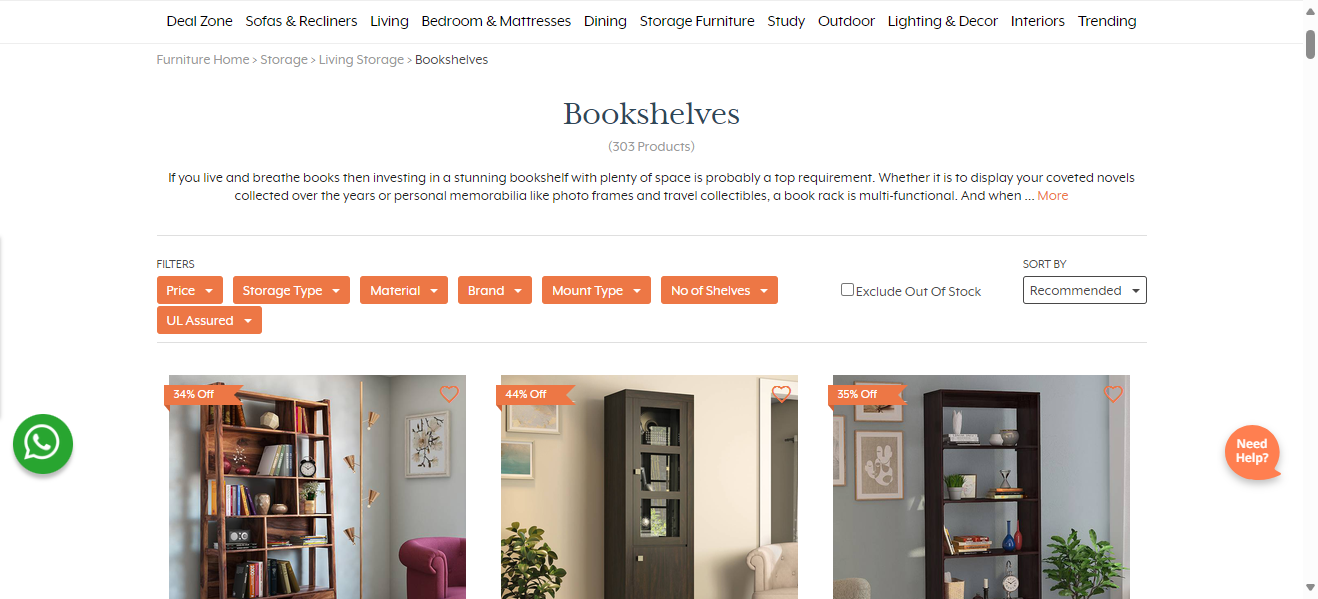 Deal Zone Sofas & Recliners Living Bedroom & Mattresses Dining Storage Furniture Study Outdoor Lighting & Decor Interiors Trending
Furniture Home > Storage > Living Storage > Bookshelves
Bookshelves
(303 Products)
If you live and breathe books then investing in a stunning bookshelf with plenty of space is probably a top requirement. Whether it is to display your coveted novels
collected over the years or personal memorabilia like photo frames and travel collectibles, a book rack is multi-functional. And when ... More
FILTERS
SORT BY
Price Storage Type Material Brand Mount Type No of Shelves
Exclude Out Of Stock
Recommended
UL Assured
34% Off
44% Off
35% Off
Need
Help?